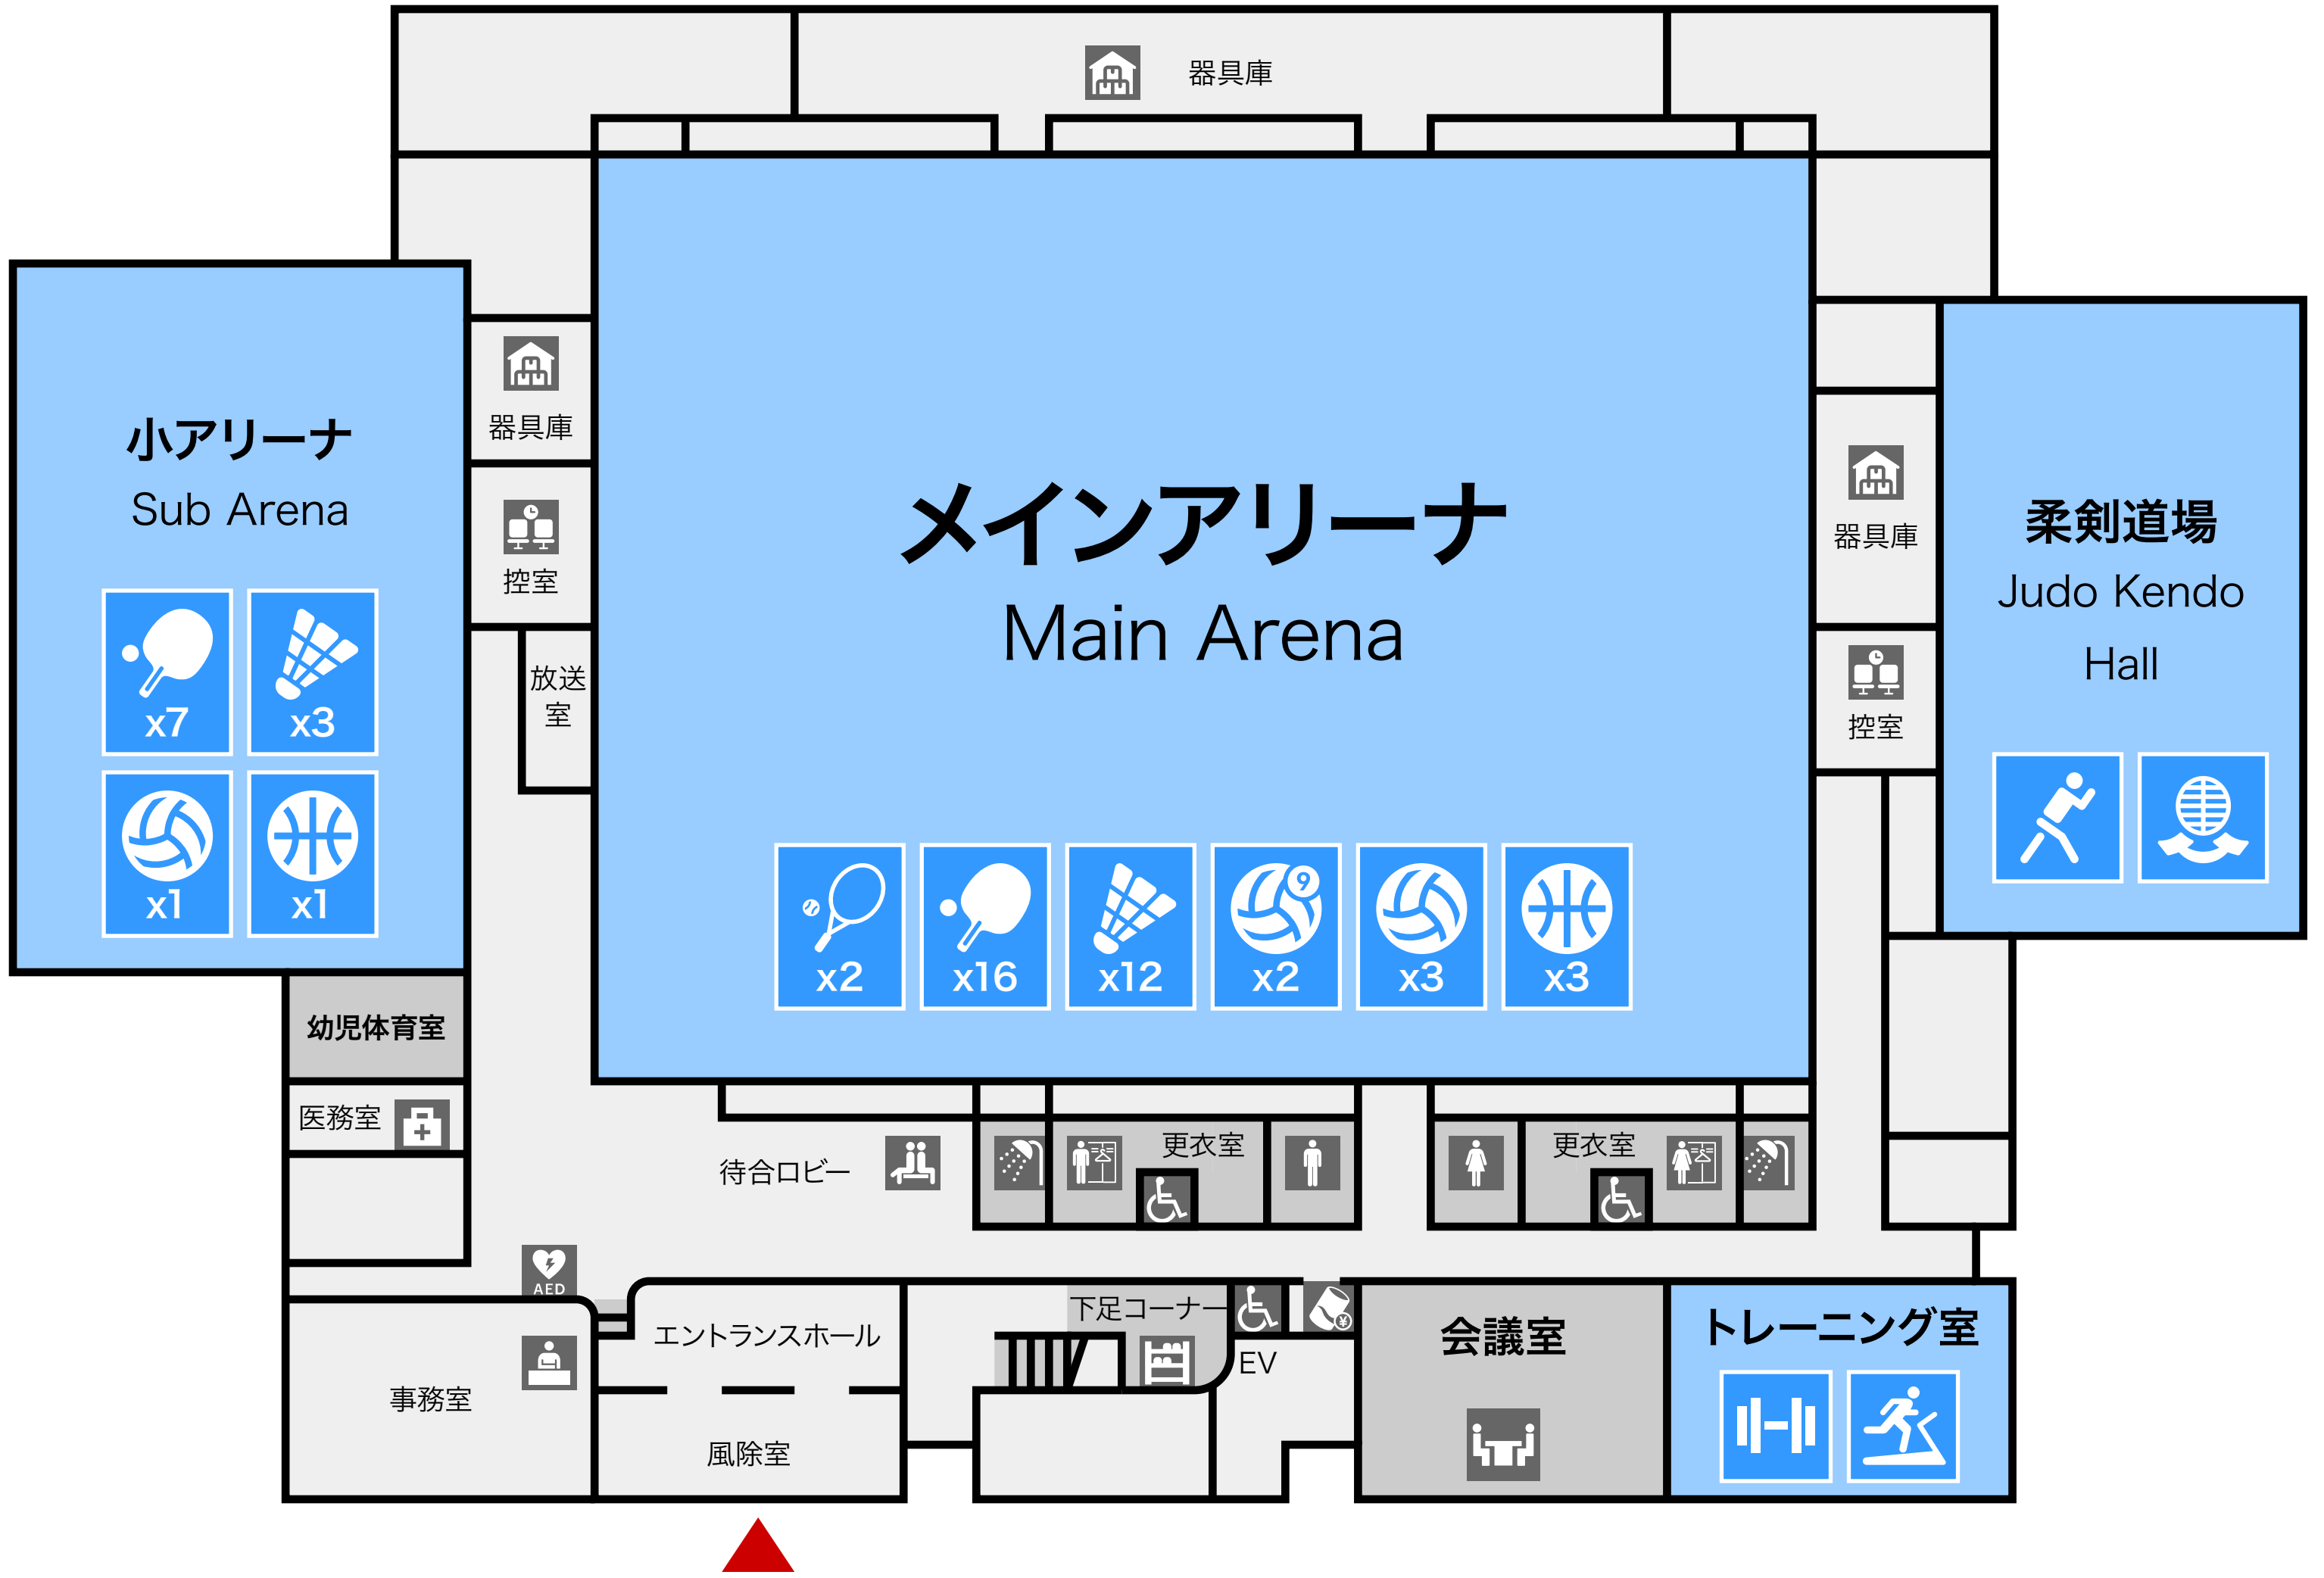 器具庫
小アリーナ
Sub Arena
x7
x3
x1
x1
器具庫
控室
放送
室
メインアリーナ
Main Arena
x2
x16
x12
9
x2
x3
x3
器具庫
控室
柔剣道場
Judo Kendo
Hall
幼児体育室
医務室
待合ロビー
更衣室
更衣室
AED
事務室
エントランスホール
風除室
下足コーナー
EV
¥
会議室
トレーニング室